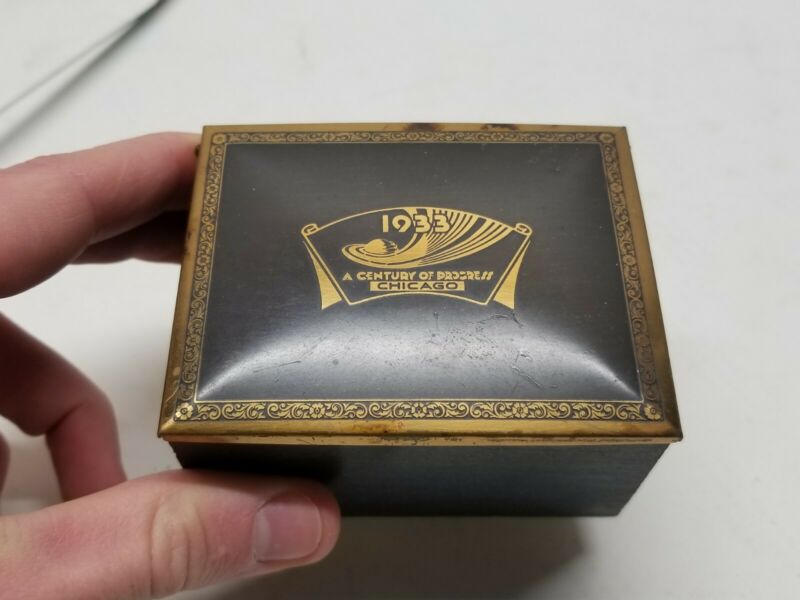 1933
A CENTURY OF PROGRESS
CHICAGO